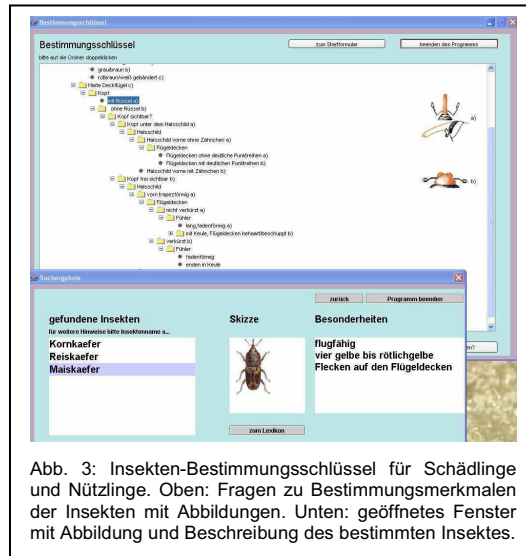 Bestimmungsschlüssel
Bestimmungsschlüssel
zum Startformular
beenden des Programms
bitte auf die Ordner doppelklicken
graubraun b)
rotbraun/weiß gebändert c)
Harte Deckflügel c)
Kopf
mit Rüssel a)
ohne Rüssel b)
Kopf sichtbar?
Kopf unter dem Halsschild a)
Halsschild
Halsschild vorne ohne Zähnchen a)
Flügeldecken
Flügeldecken ohne deutliche Punktreihen a)
Flügeldecken mit deutlichen Punktreihen b)
Halsschild vorne mit Zähnchen b)
Kopf frei sichtbar b)
Halsschild
vorn trapezförmig a)
Flügeldecken
nicht verkürzt a)
Fühler
lang,fadenförmig a)
mit Keule, Flügeldecken behaart/beschuppt b)
verkürzt b)
Fühler
fadenförmig
enden in Keule
a)
b)
Suchergebnis
zurück
Programm beenden
gefundene Insekten
Skizze
Besonderheiten
für weitere Hinweise bitte Insektenname a...
Kornkaefer
Reiskaefer
Maiskaefer
flugfähig
vier gelbe bis rötlichgelbe
Flecken auf den Flügeldecken
zum Lexikon
Abb. 3: Insekten-Bestimmungsschlüssel für Schädlinge
und Nützlinge. Oben: Fragen zu Bestimmungsmerkmalen
der Insekten mit Abbildungen. Unten: geöffnetes Fenster
mit Abbildung und Beschreibung des bestimmten Insektes.